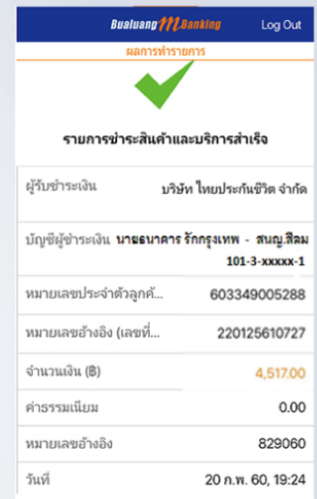 Bualuang mBanking Log Out
ผลการทำรายการ
รายการชำระสินค้าและบริการสำเร็จ
ผู้รับชำระเงิน บริษัท ไทยประกันชีวิต จำกัด
บัญชีผู้ชำระเงิน นายธนาคาร รักกรุงเทพ - สนญ.สีลม
101-3-xxxxx-1
หมายเลขประจำตัวลูกค้... 603349005288
หมายเลขอ้างอิง (เลขที่... 220125610727
จำนวนเงิน (฿) 4,517.00
ค่าธรรมเนียม 0.00
หมายเลขอ้างอิง 829060
วันที่ 20 ก.พ. 60, 19:24